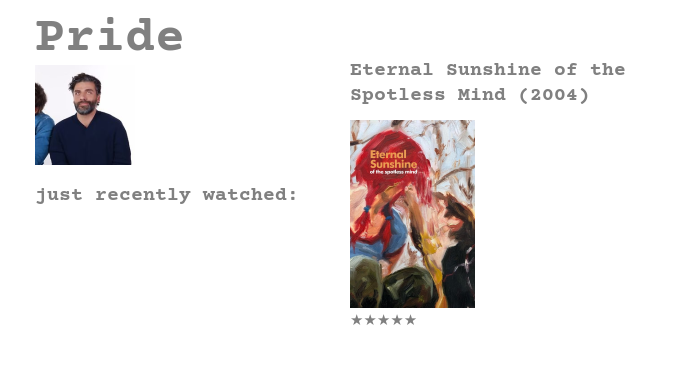 Pride
just recently watched:
Eternal Sunshine of the
Spotless Mind (2004)
Eternal
Sunshine
of the spotless mind
★★★★★